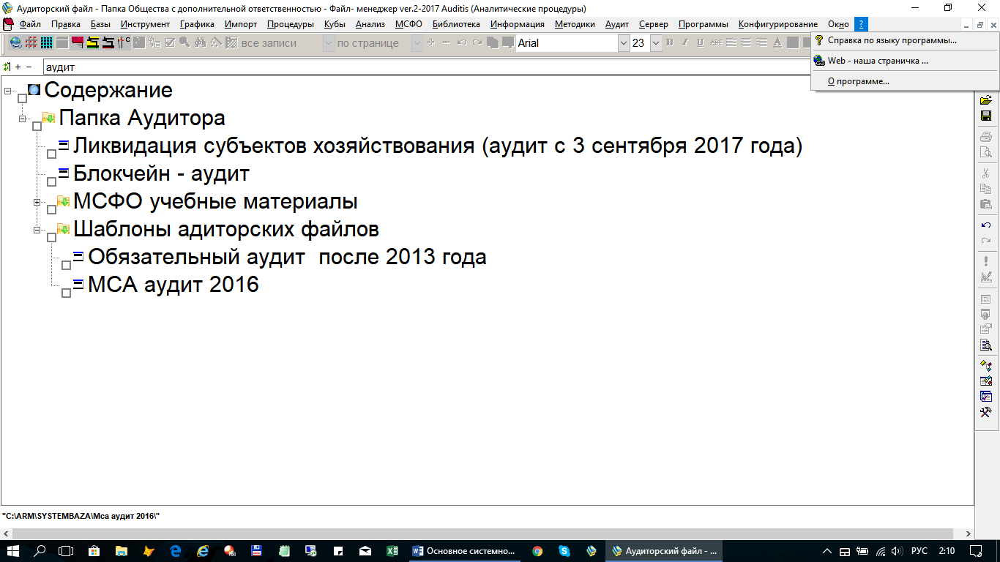 Аудиторский файл - Папка Общества с дополнительной ответственностью - Файл- менеджер ver.2-2017 Auditis (Аналитические процедуры)
Файл Правка Базы Инструмент Графика Импорт Процедуры Кубы Анализ МСФО Библиотека Информация Методики Аудит Сервер Программы Конфигурирование Окно ?
все записи по странице Arial 23 B I U ABC A
Справка по языку программы...
Web - наша страничка ...
О программе...
+ − аудит
Содержание
Папка Аудитора
Ликвидация субъектов хозяйствования (аудит с 3 сентября 2017 года)
Блокчейн - аудит
МСФО учебные материалы
Шаблоны адиторских файлов
Обязательный аудит  после 2013 года
МСА аудит 2016
"C:\ARM\SYSTEMBAZA\Мса аудит 2016\"
Основное системно... Аудиторский файл - ... РУС 2:10